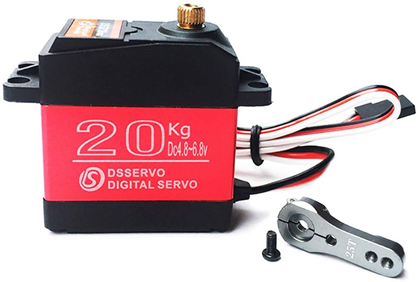 20Kg
Dc4.8~6.8v
DSSERVO
DIGITAL SERVO
25T